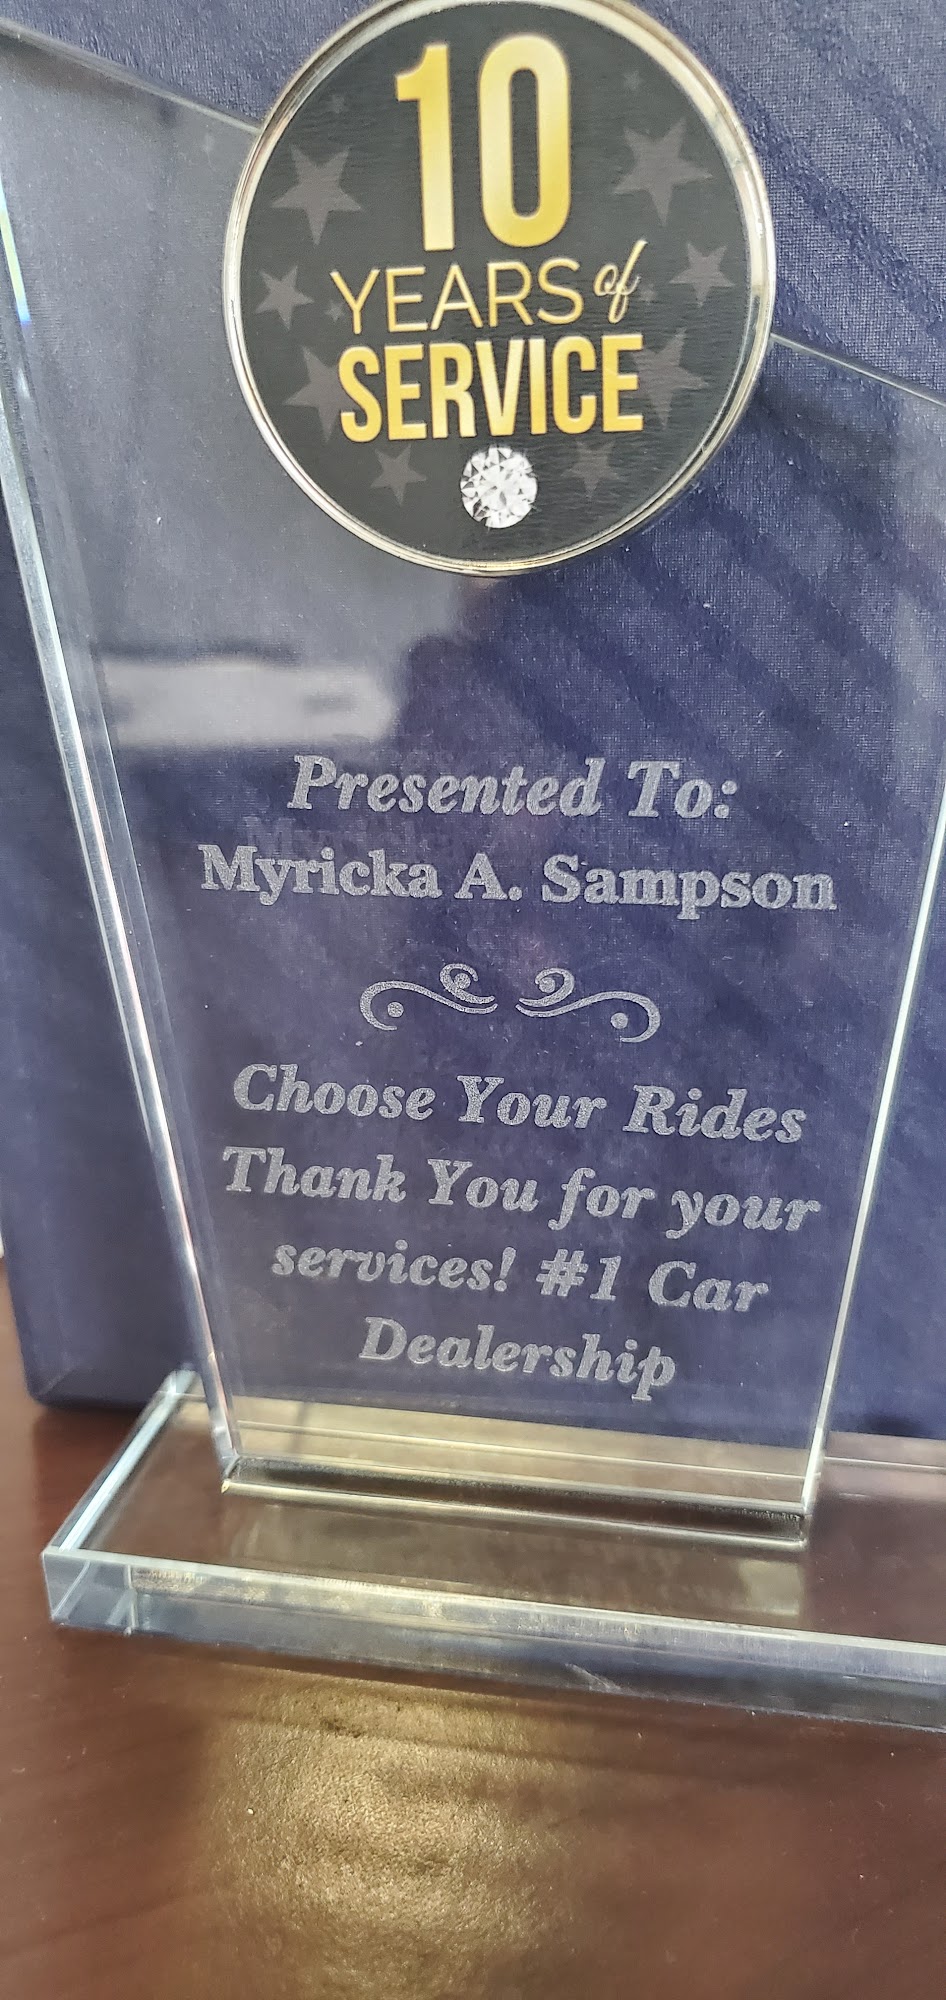 10
YEARS of
SERVICE
Presented To:
Myricka A. Sampson
Choose Your Rides
Thank You for your
services! #1 Car
Dealership